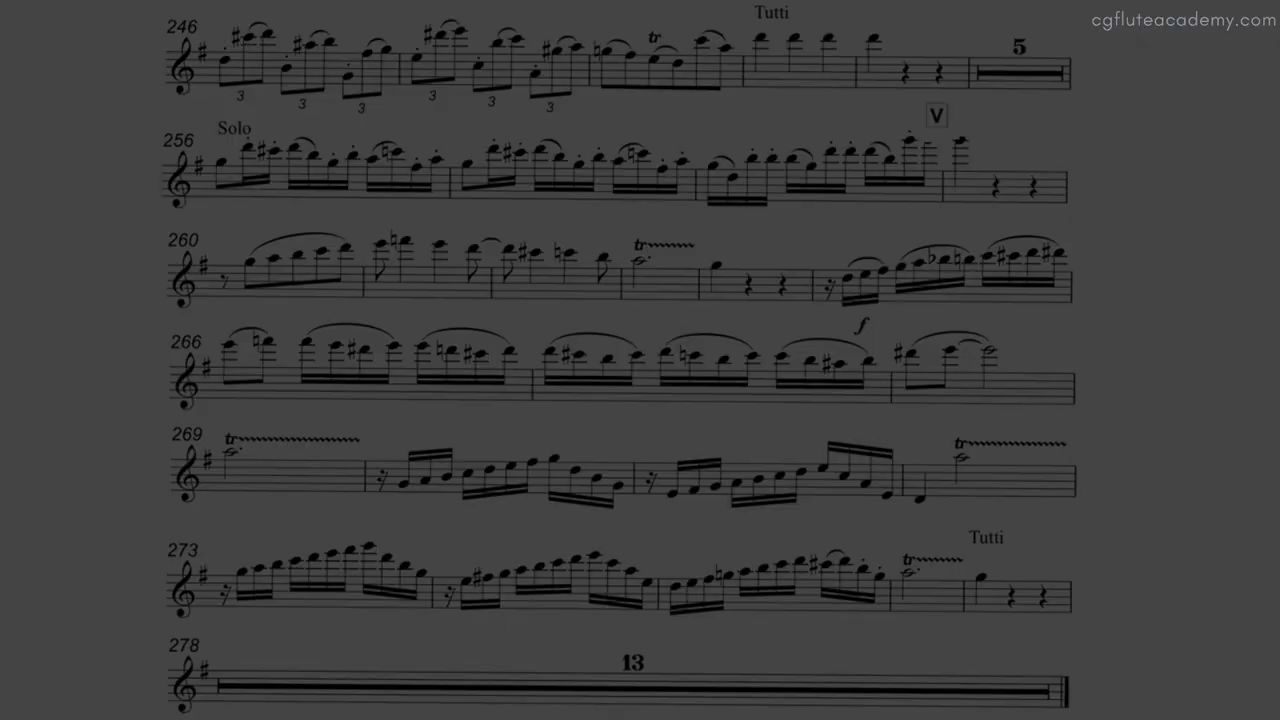 cgfluteacademy.com
Tutti
246
tr
5
3 3 3 3 3 3
V
Solo
256
260
tr
f
266
269
tr
tr
Tutti
273
tr
278
13